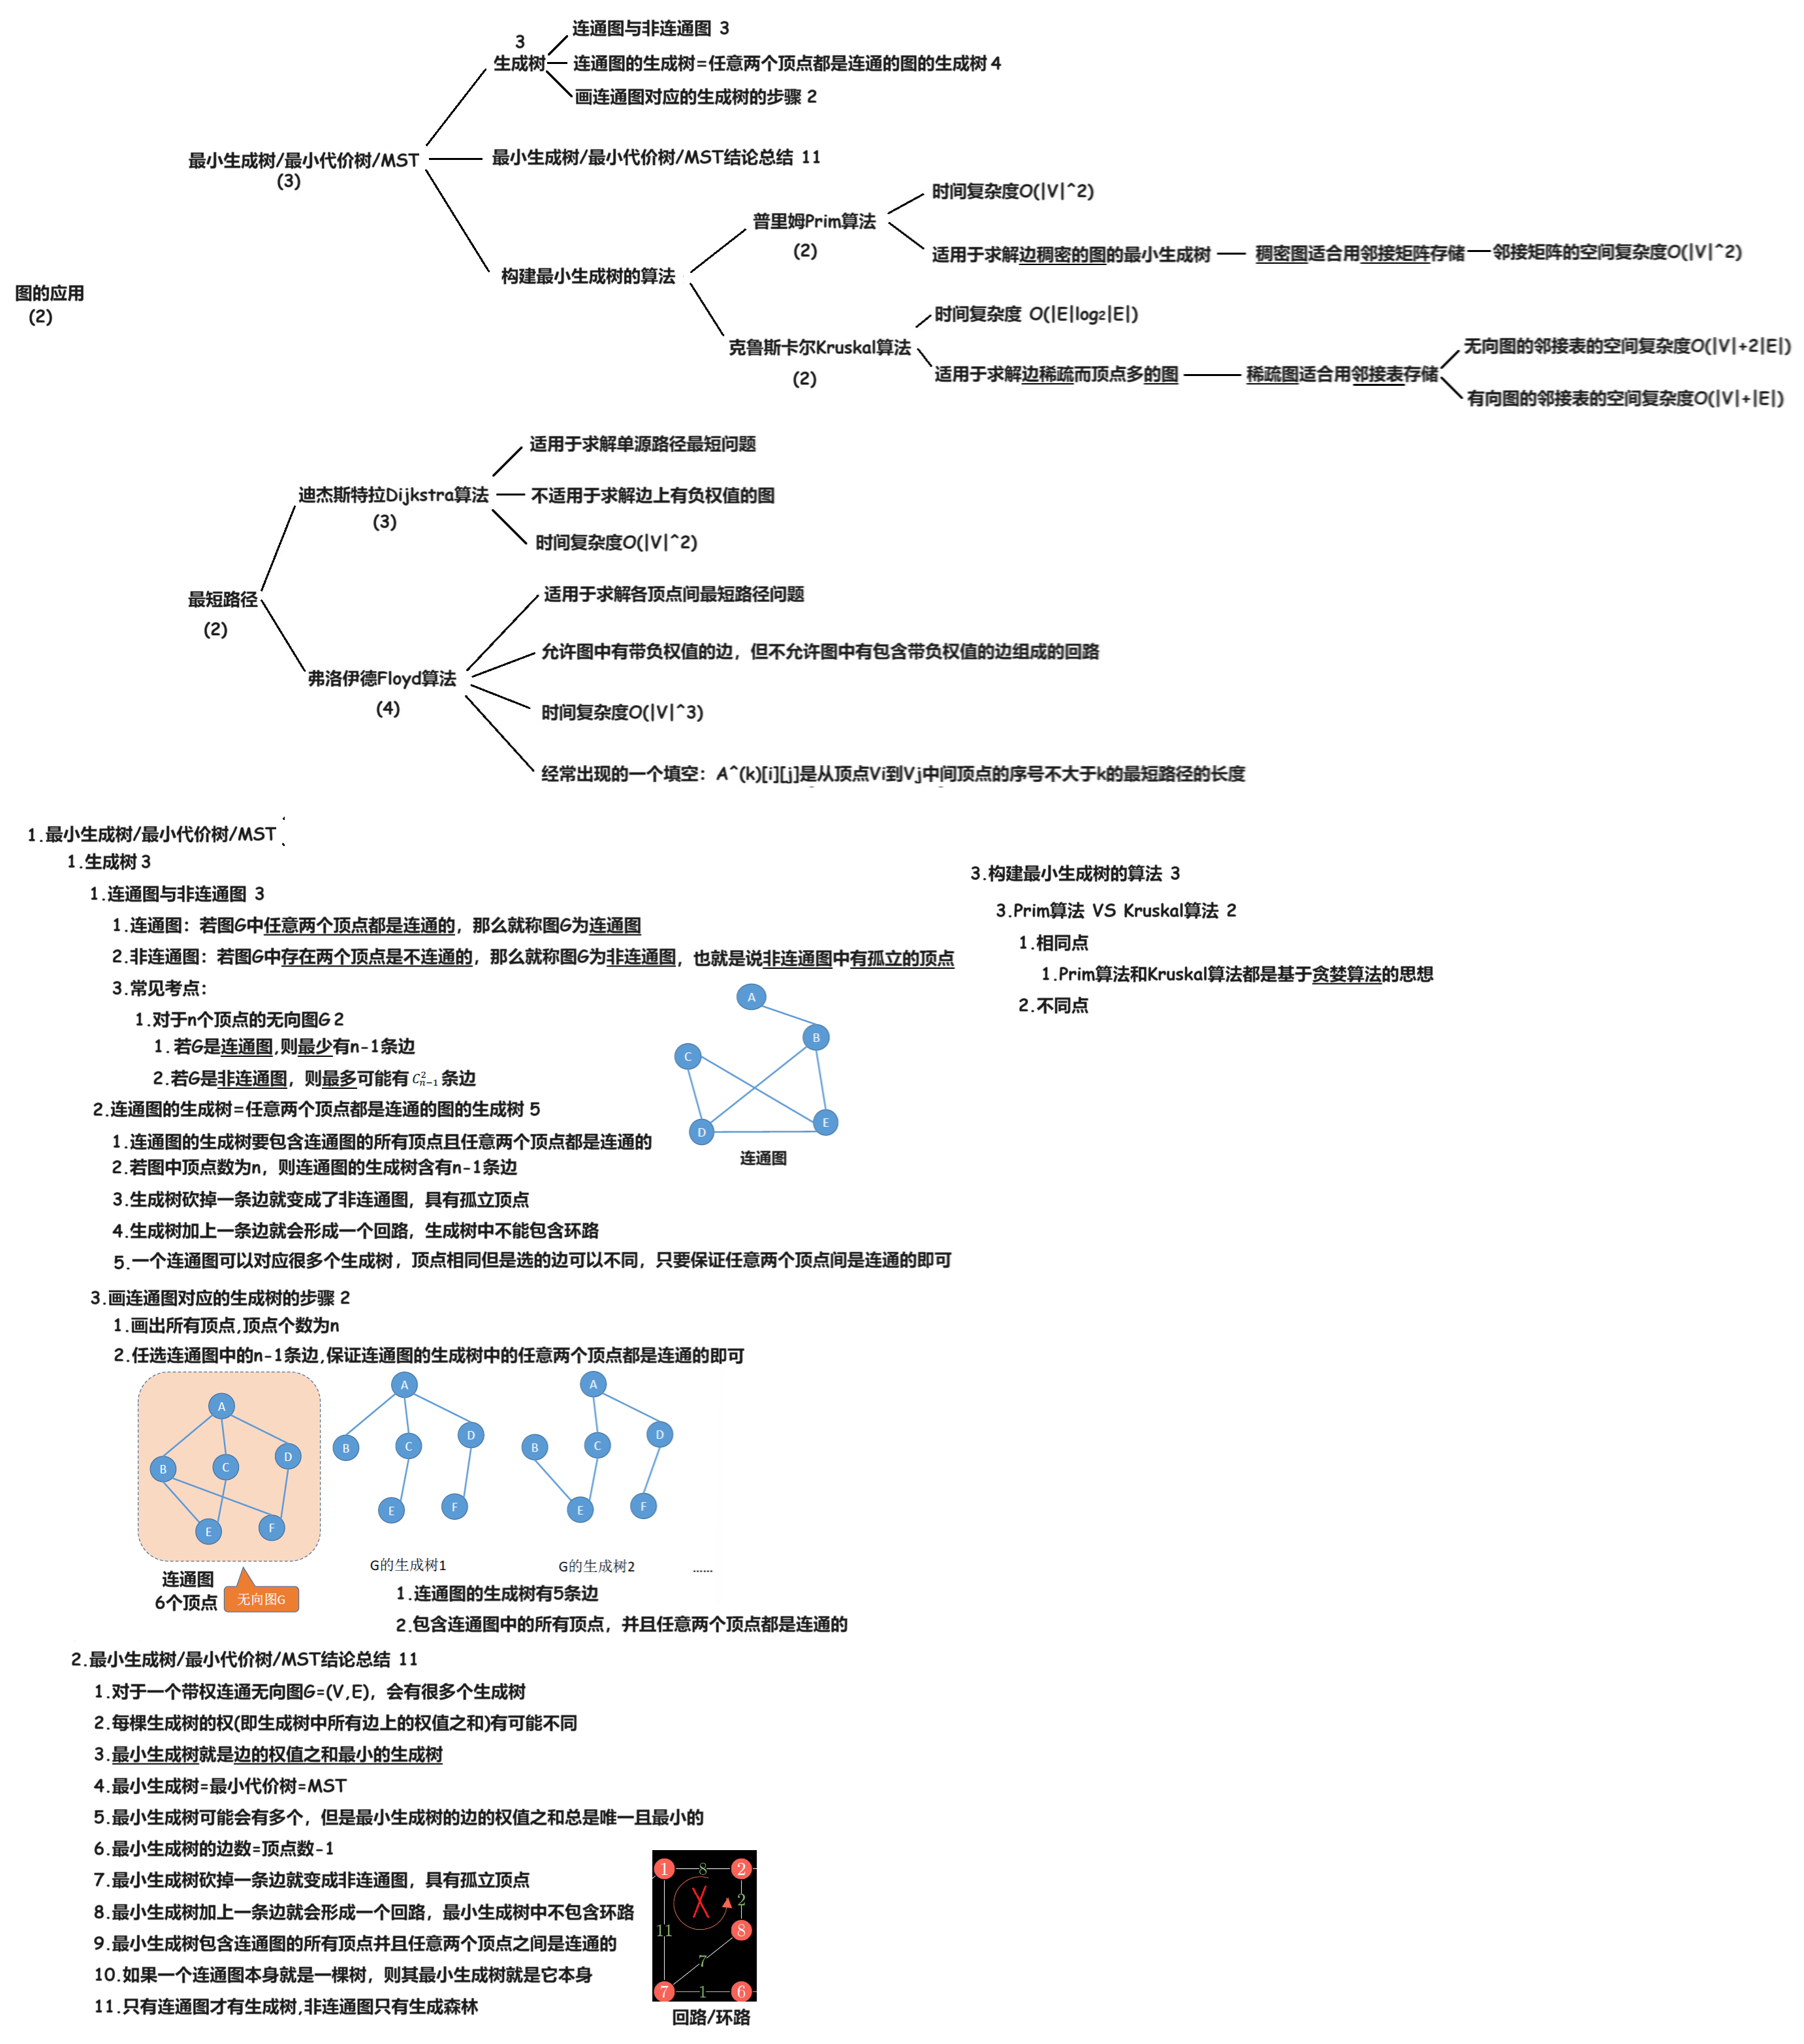 连通图与非连通图 3
3
生成树
连通图的生成树=任意两个顶点都是连通的图的生成树 4
画连通图对应的生成树的步骤 2
最小生成树/最小代价树/MST
(3)
最小生成树/最小代价树/MST结论总结 11
时间复杂度O(|V|^2)
普里姆Prim算法
(2)
适用于求解边稠密的图的最小生成树
稠密图适合用邻接矩阵存储
邻接矩阵的空间复杂度O(|V|^2)
构建最小生成树的算法
图的应用
(2)
时间复杂度 O(|E|log2|E|)
克鲁斯卡尔Kruskal算法
(2)
适用于求解边稀疏而顶点多的图
稀疏图适合用邻接表存储
无向图的邻接表的空间复杂度O(|V|+2|E|)
有向图的邻接表的空间复杂度O(|V|+|E|)
适用于求解单源路径最短问题
迪杰斯特拉Dijkstra算法
(3)
不适用于求解边上有负权值的图
时间复杂度O(|V|^2)
最短路径
(2)
适用于求解各顶点间最短路径问题
允许图中有带负权值的边，但不允许图中有包含带负权值的边组成的回路
弗洛伊德Floyd算法
(4)
时间复杂度O(|V|^3)
经常出现的一个填空：A^(k)[i][j]是从顶点Vi到Vj中间顶点的序号不大于k的最短路径的长度
1.最小生成树/最小代价树/MST
1.生成树 3
1.连通图与非连通图 3
1.连通图：若图G中任意两个顶点都是连通的，那么就称图G为连通图
2.非连通图：若图G中存在两个顶点是不连通的，那么就称图G为非连通图，也就是说非连通图中有孤立的顶点
3.常见考点：
1.对于n个顶点的无向图G 2
1.若G是连通图,则最少有n-1条边
2.若G是非连通图，则最多可能有 C²ₙ₋₁ 条边
A
B
C
D
E
连通图
2.连通图的生成树=任意两个顶点都是连通的图的生成树 5
1.连通图的生成树要包含连通图的所有顶点且任意两个顶点都是连通的
2.若图中顶点数为n，则连通图的生成树含有n-1条边
3.生成树砍掉一条边就变成了非连通图，具有孤立顶点
4.生成树加上一条边就会形成一个回路，生成树中不能包含环路
5.一个连通图可以对应很多个生成树，顶点相同但是选的边可以不同，只要保证任意两个顶点间是连通的即可
3.画连通图对应的生成树的步骤 2
1.画出所有顶点,顶点个数为n
2.任选连通图中的n-1条边,保证连通图的生成树中的任意两个顶点都是连通的即可
A
B
C
D
E
F
连通图
6个顶点
无向图G
A
B
C
D
E
F
G的生成树1
A
B
C
D
E
F
G的生成树2
......
1.连通图的生成树有5条边
2.包含连通图中的所有顶点，并且任意两个顶点都是连通的
2.最小生成树/最小代价树/MST结论总结 11
1.对于一个带权连通无向图G=(V,E)，会有很多个生成树
2.每棵生成树的权(即生成树中所有边上的权值之和)有可能不同
3.最小生成树就是边的权值之和最小的生成树
4.最小生成树=最小代价树=MST
5.最小生成树可能会有多个，但是最小生成树的边的权值之和总是唯一且最小的
6.最小生成树的边数=顶点数-1
7.最小生成树砍掉一条边就变成非连通图，具有孤立顶点
8.最小生成树加上一条边就会形成一个回路，最小生成树中不包含环路
9.最小生成树包含连通图的所有顶点并且任意两个顶点之间是连通的
10.如果一个连通图本身就是一棵树，则其最小生成树就是它本身
11.只有连通图才有生成树,非连通图只有生成森林
1 8 2
2
11 8
7
7 1 6
回路/环路
3.构建最小生成树的算法 3
3.Prim算法 VS Kruskal算法 2
1.相同点
1.Prim算法和Kruskal算法都是基于贪婪算法的思想
2.不同点